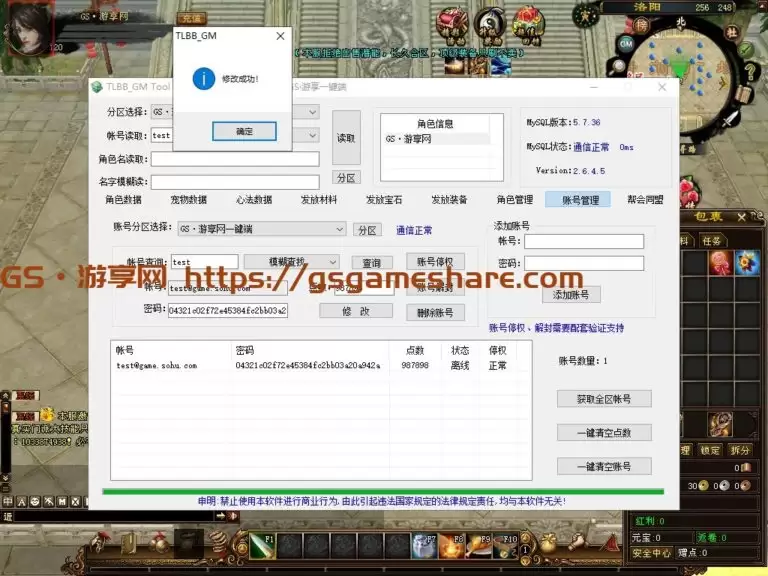 GS·游享网
充值
120
洛阳 256 248
北
GM
TLBB_GM
修改成功!
确定
TLBB_GM Tool
GS:游享一键端
分区选择:
帐号读取: test
角色名读取:
名字模糊读:
读取
分区
角色信息
GS·游享网
MySQL版本:5.7.36
MySQL状态:通信正常 0ms
Version:2.6.4.5
角色数据 宠物数据 心法数据 发放材料 发放宝石 发放装备 角色管理 账号管理 帮会同盟
账号分区选择: GS·游享网一键端 分区 通信正常
帐号查询: test 模糊查找 查询 账号停权
帐号: test@game.sohu.com
密码: 04321c02f72e45384fc2bb03a2 修 改 删除账号
添加账号
帐号:
密码:
添加账号
账号停权、解封需要配套验证支持
GS·游享网 https://gsgameshare.com
帐号 密码 点数 状态 停权
test@game.sohu.com 04321c02f72e45384fc2bb03a20a942a 987898 离线 正常
账号数量:1
获取全区帐号
一键清空点数
一键清空账号
申明:禁止使用本软件进行商业行为,由此引起违法国家规定的法律规定责任,均与本软件无关!
包裹
任务
锁定 拆分
红利 0
元宝:0 返卷:0
安全中心 赠点:0
F1 F7 F8 F9 F10